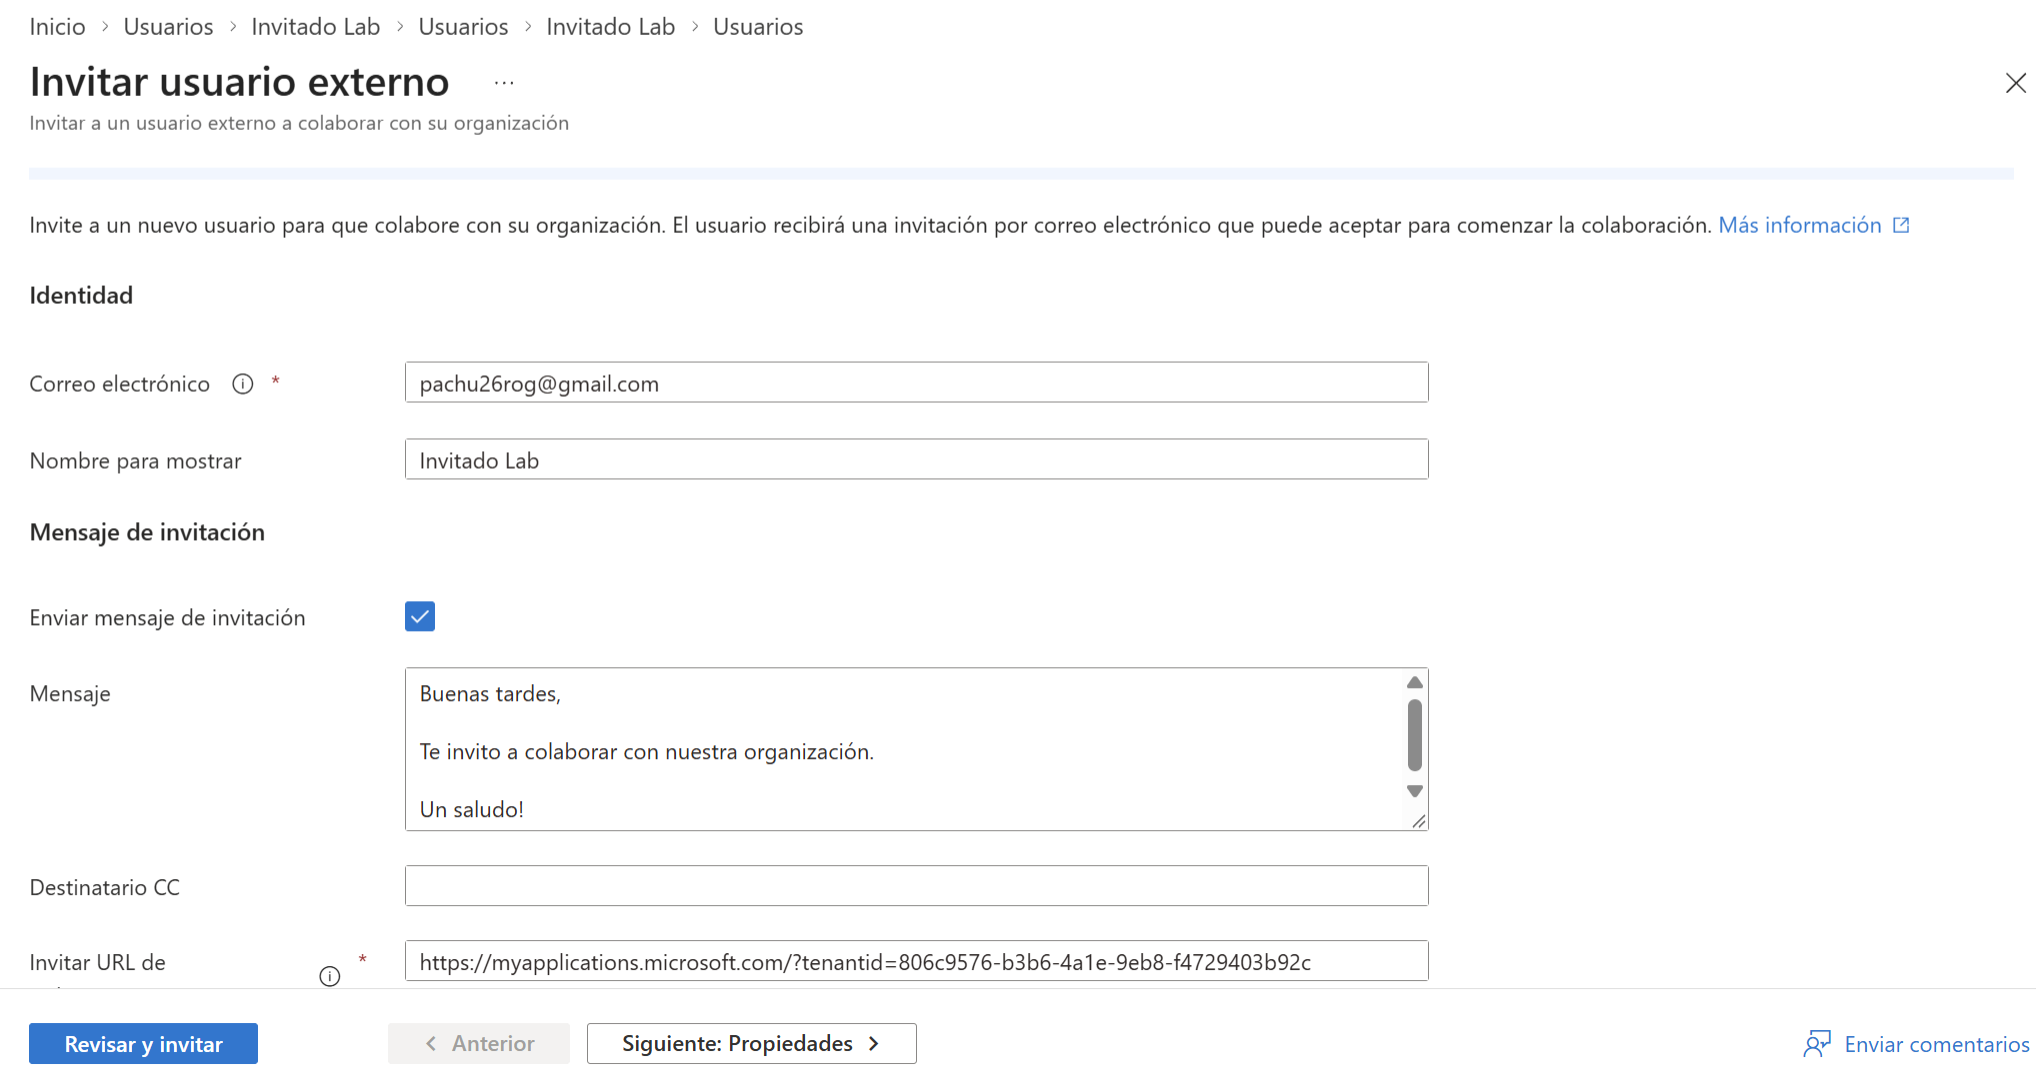 Inicio > Usuarios > Invitado Lab > Usuarios > Invitado Lab > Usuarios
Invitar usuario externo ...
Invitar a un usuario externo a colaborar con su organización
Invite a un nuevo usuario para que colabore con su organización. El usuario recibirá una invitación por correo electrónico que puede aceptar para comenzar la colaboración. Más información
Identidad
Correo electrónico * pachu26rog@gmail.com
Nombre para mostrar Invitado Lab
Mensaje de invitación
Enviar mensaje de invitación
Mensaje Buenas tardes,
Te invito a colaborar con nuestra organización.
Un saludo!
Destinatario CC
Invitar URL de * https://myapplications.microsoft.com/?tenantid=806c9576-b3b6-4a1e-9eb8-f4729403b92c
Revisar y invitar < Anterior Siguiente: Propiedades > Enviar comentarios